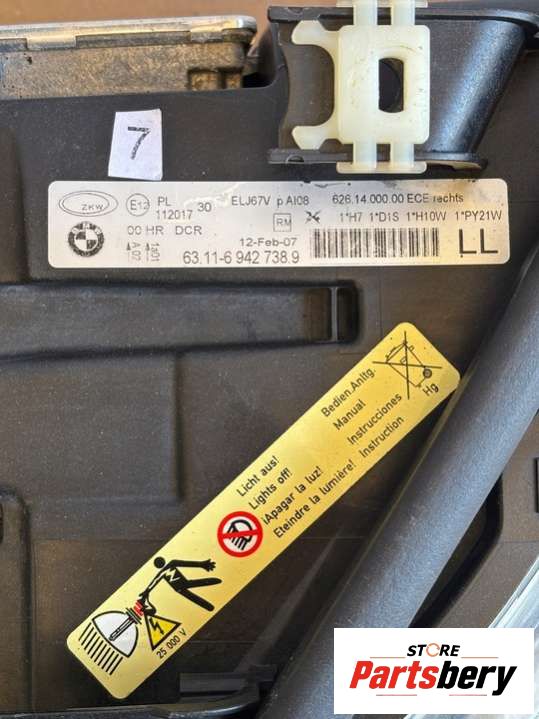 7
ZKW
E12
PL
112017
30
ELJ67V
p AI08
626.14.000.00 ECE rechts
RM
1*H7 1*D1S 1*H10W 1*PY21W
BMW
00 HR DCR
12-Feb-07
LL
63.11-6 942 738.9
Bedien.Anltg.
Manual
Instrucciones
Instruction
Hg
Licht aus!
Lights off!
¡Apagar la luz!
Eteindre la lumière!
25 000 V
STORE
Partsbery